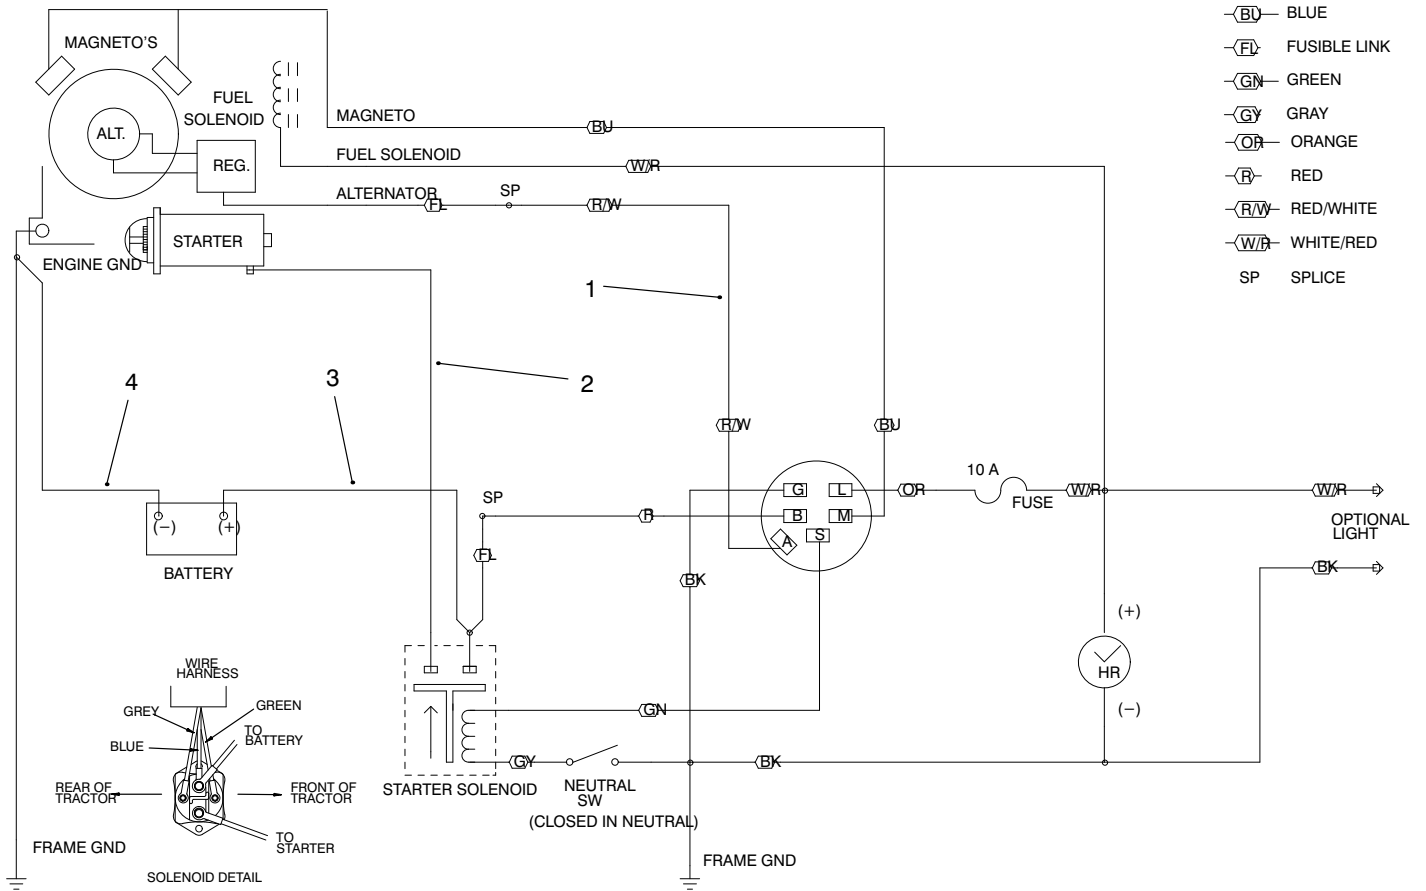 MAGNETO'S
ALT.
REG.
FUEL
SOLENOID
MAGNETO
BU
FUEL SOLENOID
W/R
ALTERNATOR
FL
SP
R/W
STARTER
ENGINE GND
1
2
3
4
R/W
BU
BU BLUE
FL FUSIBLE LINK
GN GREEN
GY GRAY
OR ORANGE
R RED
R/W RED/WHITE
W/R WHITE/RED
SP SPLICE
10 A
FUSE
G L
B M
A S
OR
W/R
W/R
OPTIONAL
LIGHT
BK
SP
R
FL
BK
(−) (+)
BATTERY
(+)
HR
(−)
GN
GY
BK
STARTER SOLENOID
NEUTRAL
SW
(CLOSED IN NEUTRAL)
WIRE
HARNESS
GREY
GREEN
BLUE
TO
BATTERY
REAR OF
TRACTOR
FRONT OF
TRACTOR
TO
STARTER
FRAME GND
SOLENOID DETAIL
FRAME GND